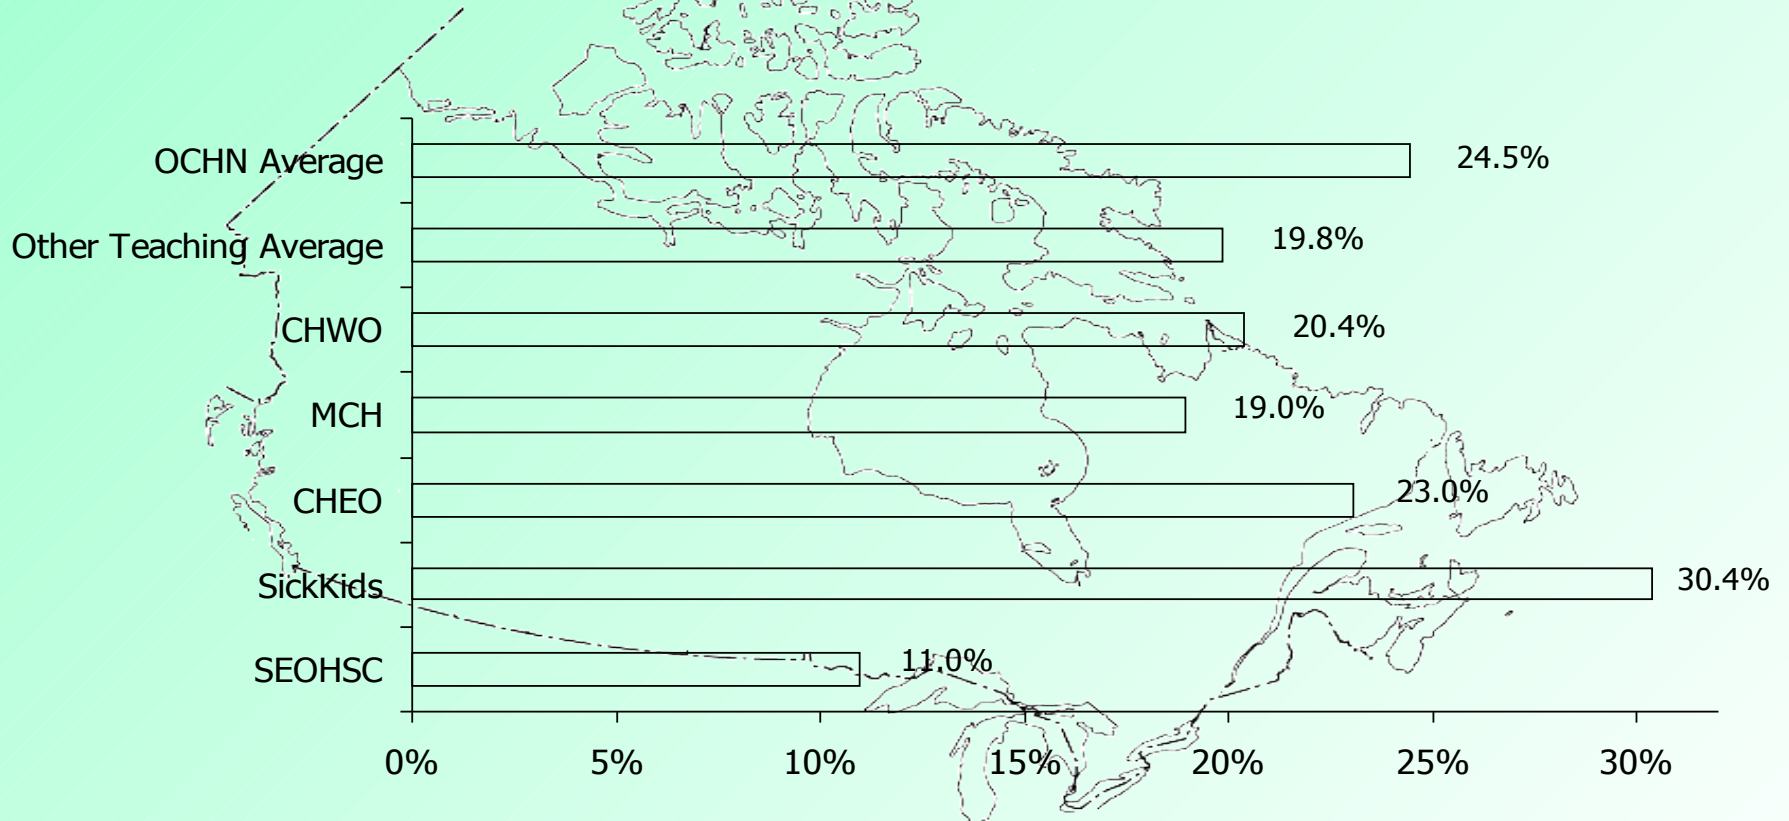 OCHN Average 24.5%
Other Teaching Average 19.8%
CHWO 20.4%
MCH 19.0%
CHEO 23.0%
SickKids 30.4%
SEOHSC 11.0%
0% 5% 10% 15% 20% 25% 30%